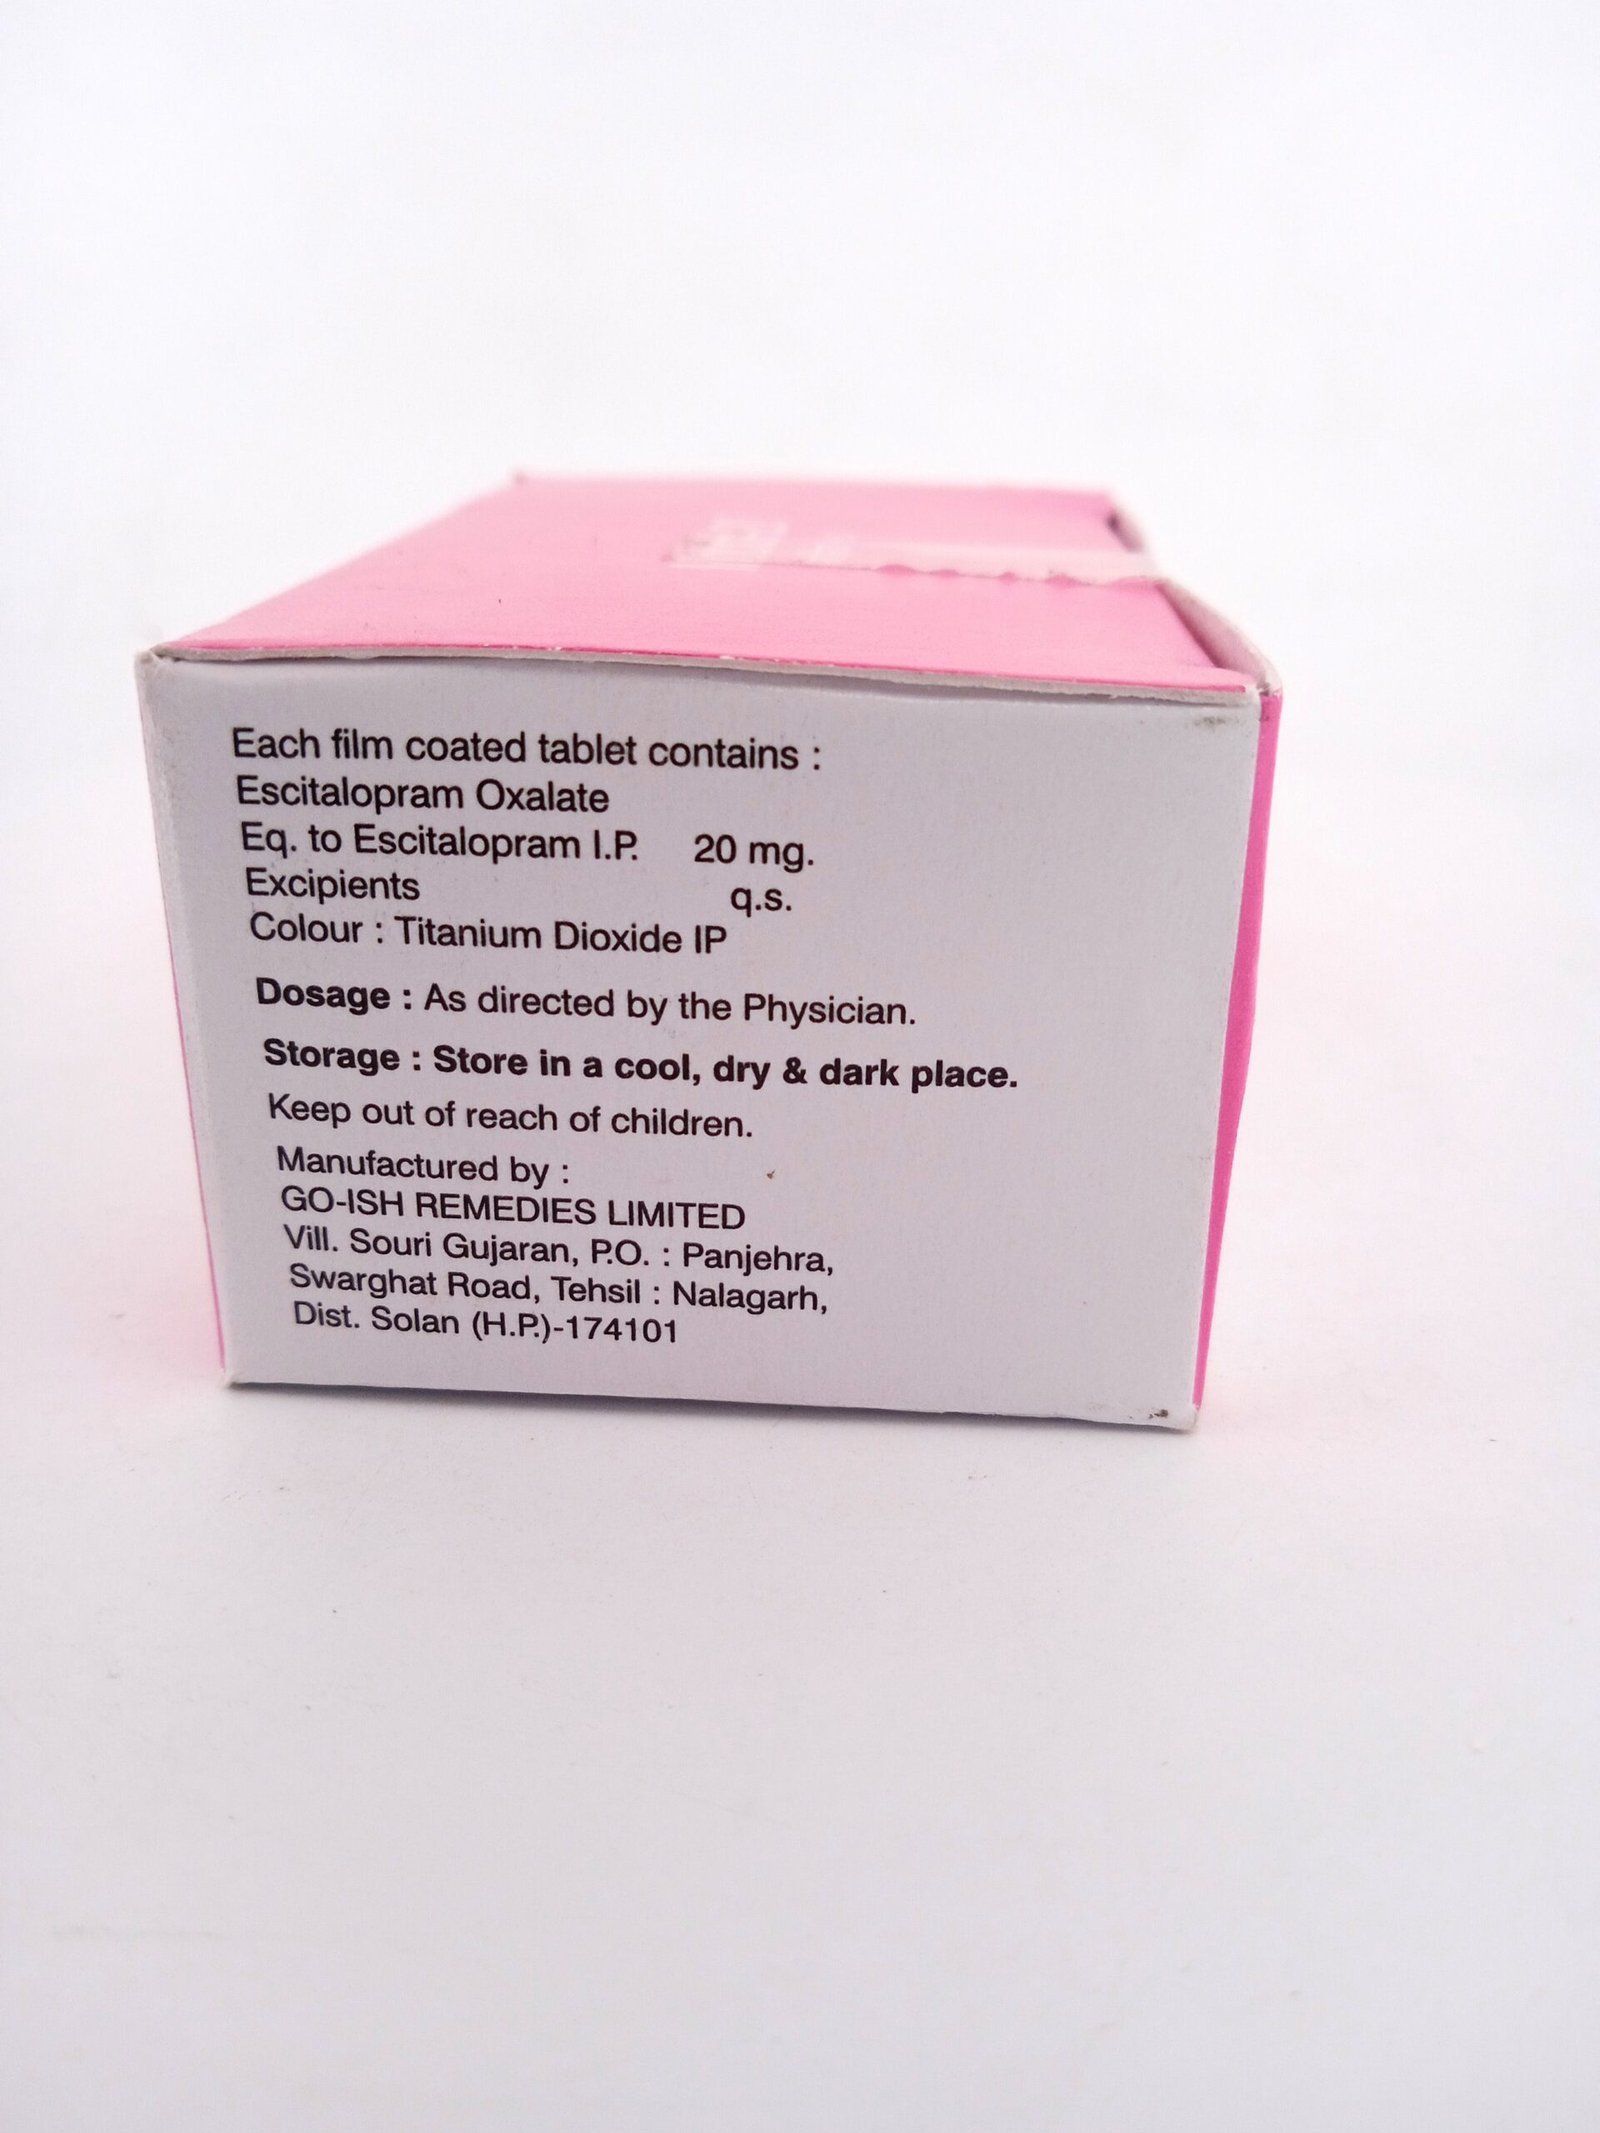 Each film coated tablet contains :
Escitalopram Oxalate
Eq. to Escitalopram I.P. 20 mg.
Excipients q.s.
Colour : Titanium Dioxide IP
Dosage : As directed by the Physician.
Storage : Store in a cool, dry & dark place.
Keep out of reach of children.
Manufactured by :
GO-ISH REMEDIES LIMITED
Vill. Souri Gujaran, P.O. : Panjehra,
Swarghat Road, Tehsil : Nalagarh,
Dist. Solan (H.P.)-174101